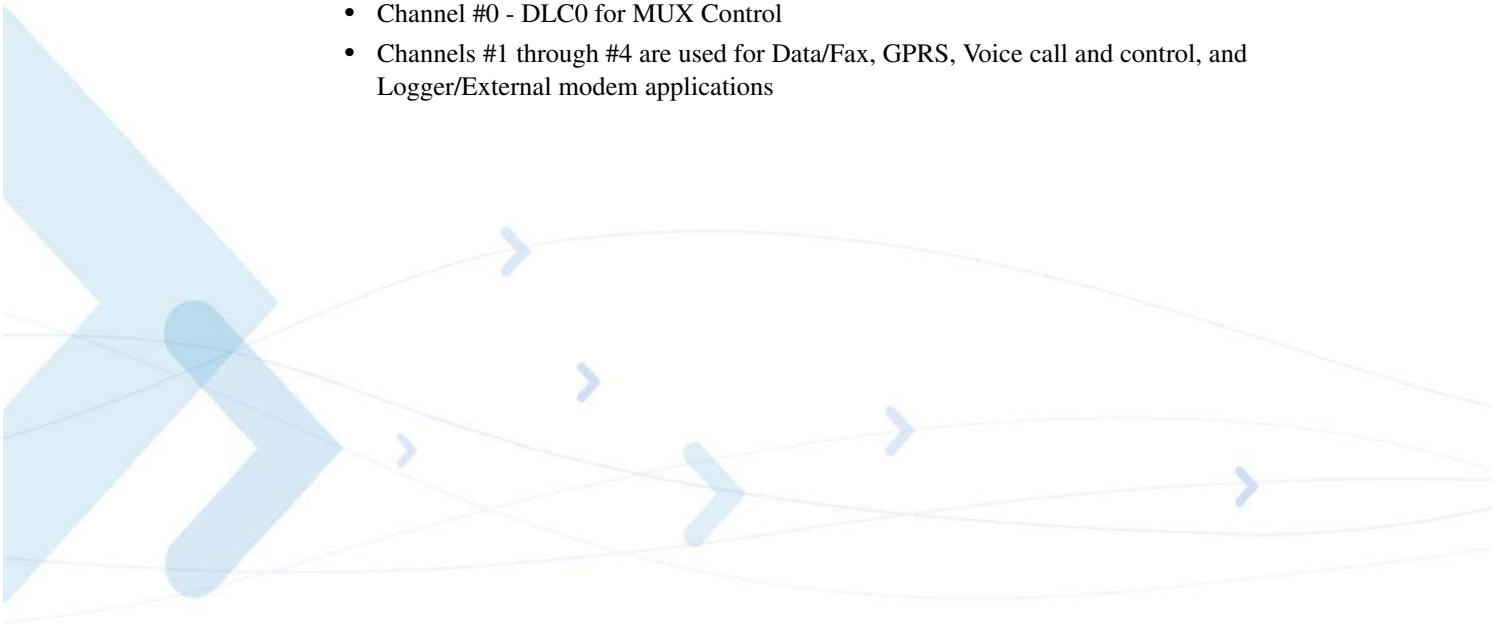 • Channel #0 - DLC0 for MUX Control
• Channels #1 through #4 are used for Data/Fax, GPRS, Voice call and control, and
Logger/External modem applications